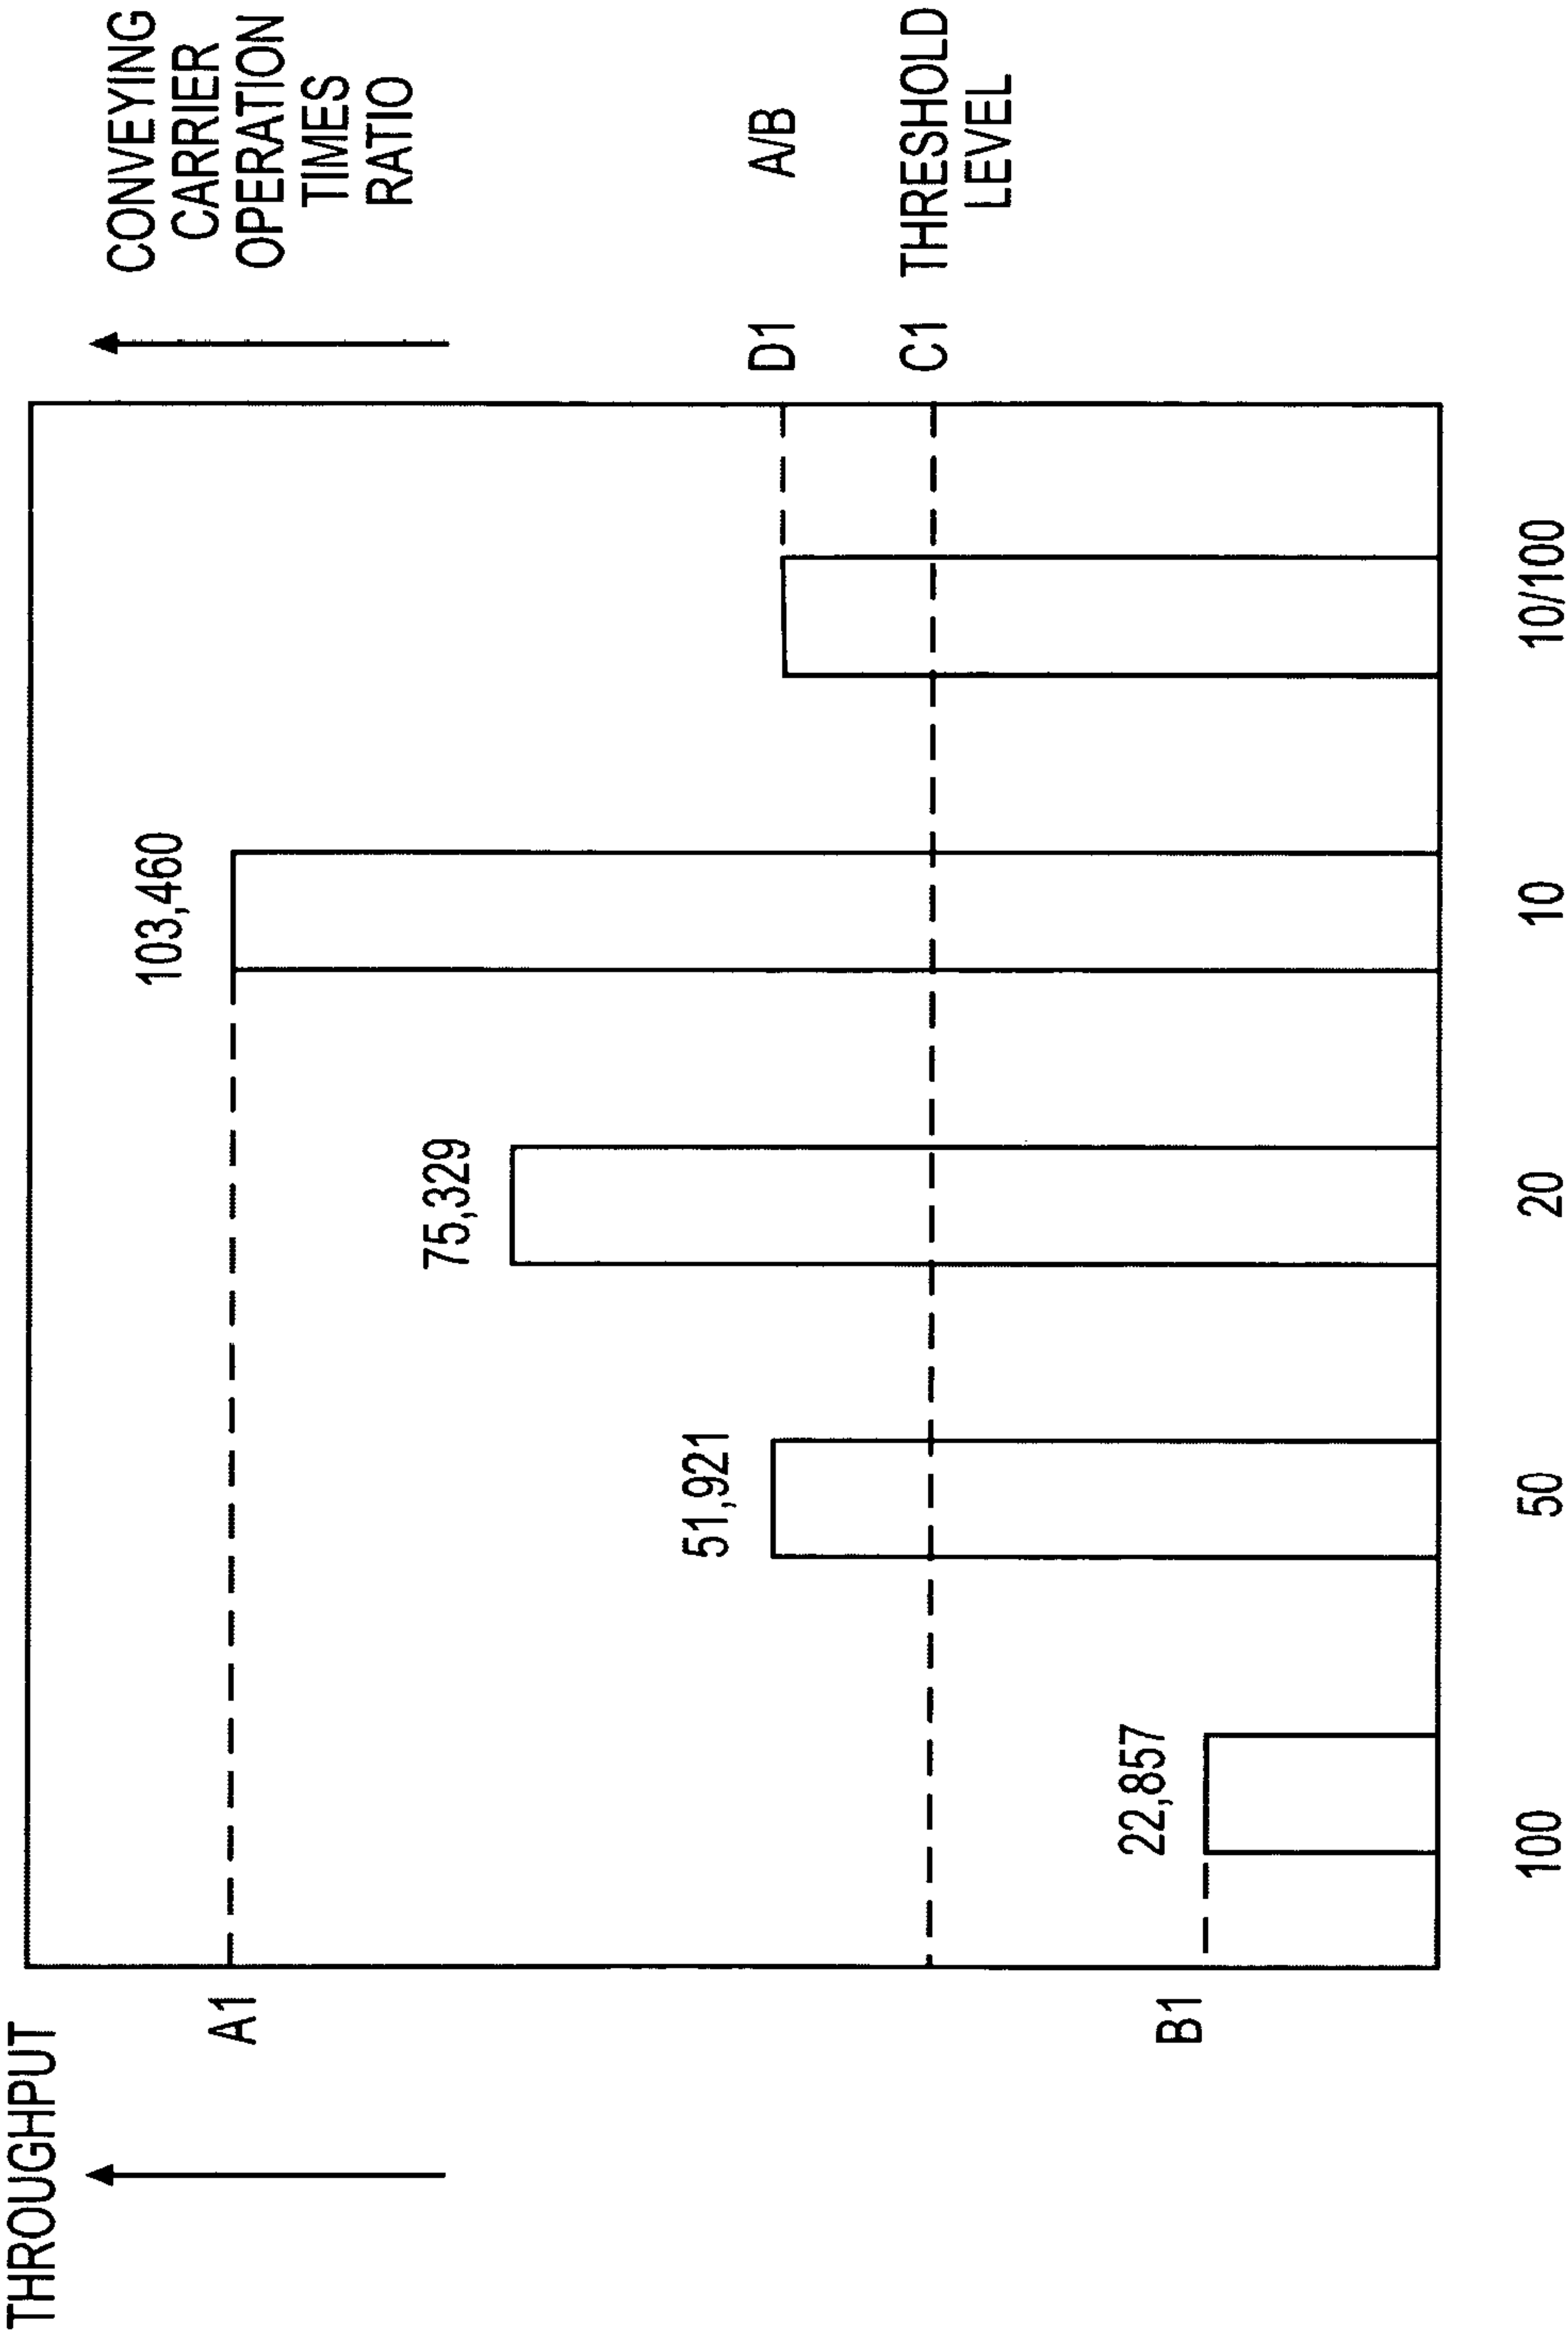 THROUGHPUT
CONVEYING
CARRIER
OPERATION
TIMES
RATIO
A1
103,460
75,329
51,921
D1 A/B
C1 THRESHOLD
LEVEL
22,857
B1
100 50 20 10 10/100